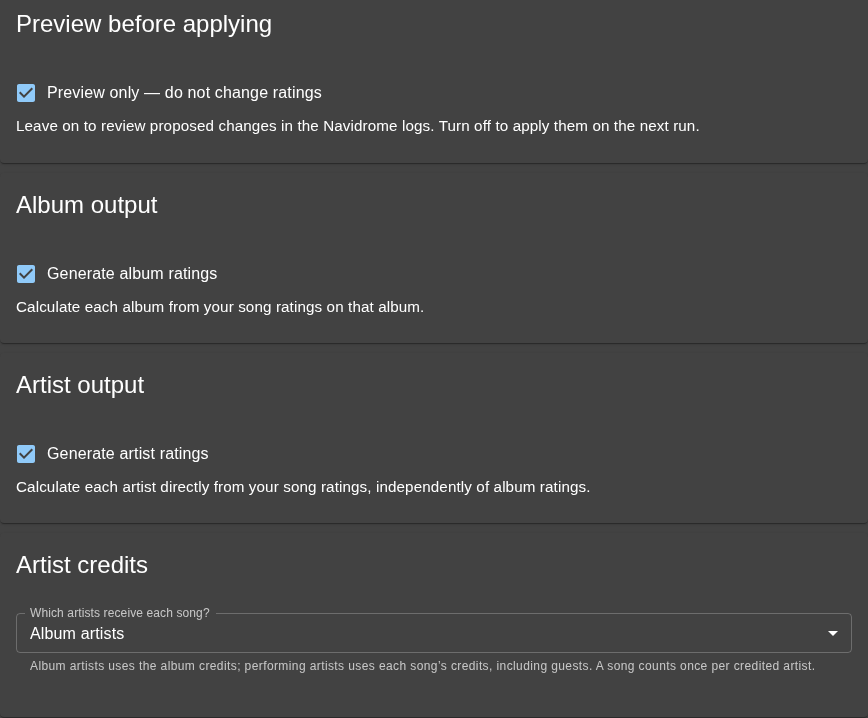 Preview before applying
Preview only — do not change ratings
Leave on to review proposed changes in the Navidrome logs. Turn off to apply them on the next run.
Album output
Generate album ratings
Calculate each album from your song ratings on that album.
Artist output
Generate artist ratings
Calculate each artist directly from your song ratings, independently of album ratings.
Artist credits
Which artists receive each song?
Album artists
Album artists uses the album credits; performing artists uses each song’s credits, including guests. A song counts once per credited artist.